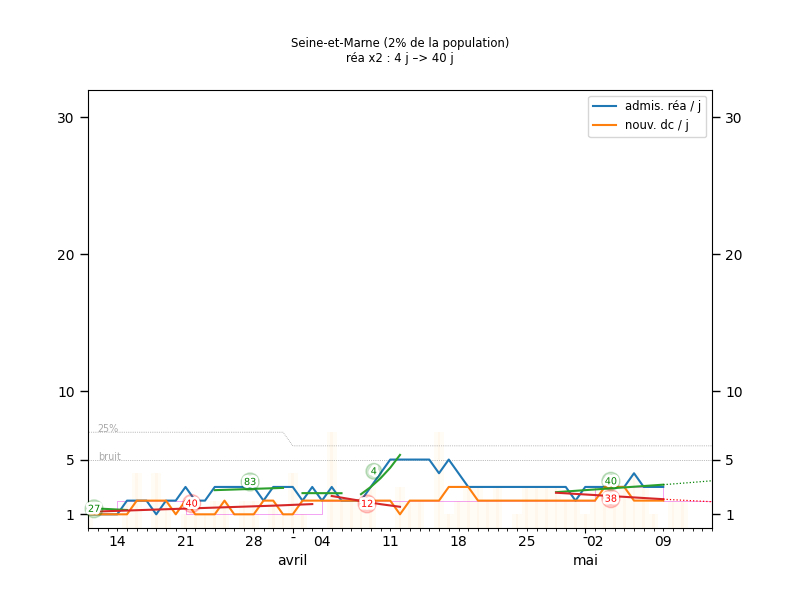 Seine-et-Marne (2% de la population)
réa x2 : 4 j –> 40 j
admis. réa / j
nouv. dc / j
30 30
20 20
10 10
25%
bruit
5 5
1 1
27 40 83 4 12 40 38
14 21 28 04 11 18 25 02 09
avril mai